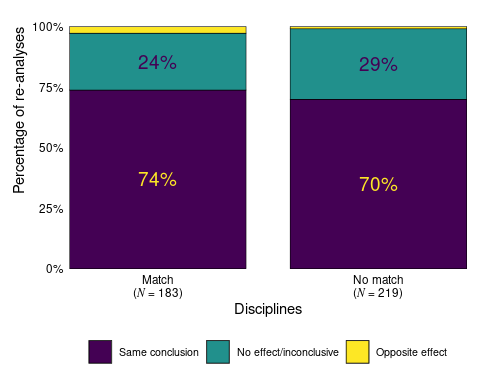 Percentage of re-analyses
100%
75%
50%
25%
0%
24%
74%
29%
70%
Match
(N = 183)
No match
(N = 219)
Disciplines
Same conclusion
No effect/inconclusive
Opposite effect